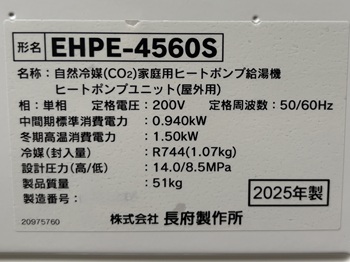 形名 EHPE-4560S
名称：自然冷媒(CO2)家庭用ヒートポンプ給湯機
ヒートポンプユニット(屋外用)
相：単相 定格電圧：200V 定格周波数：50/60Hz
中間期標準消費電力：0.940kW
冬期高温消費電力：1.50kW
冷媒(封入量)：R744(1.07kg)
設計圧力(高/低)：14.0/8.5MPa
製品質量：51kg
製造番号：
2025年製
20975760 株式会社 長府製作所